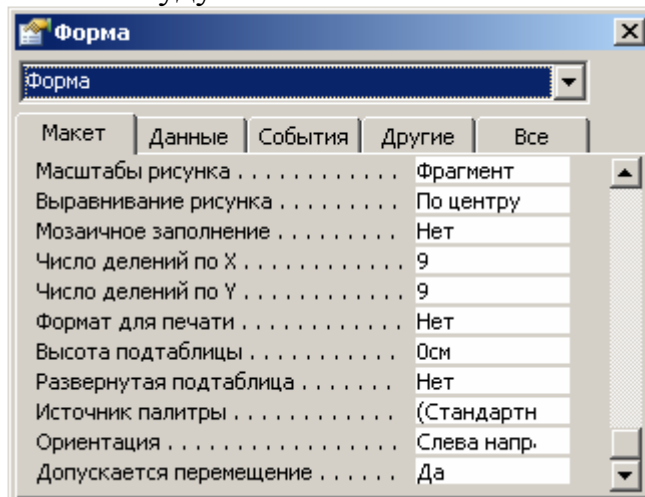 Форма
Форма
Макет Данные События Другие Все
Масштабы рисунка . . . . . . . . . . . . Фрагмент
Выравнивание рисунка . . . . . . . . . По центру
Мозаичное заполнение . . . . . . . . . Нет
Число делений по X . . . . . . . . . . . . 9
Число делений по Y . . . . . . . . . . . . 9
Формат для печати . . . . . . . . . . . . Нет
Высота подтаблицы . . . . . . . . . . . 0см
Развернутая подтаблица . . . . . . . Нет
Источник палитры . . . . . . . . . . . . (Стандартн
Ориентация . . . . . . . . . . . . . . . . . Слева напр
Допускается перемещение . . . . . . Да